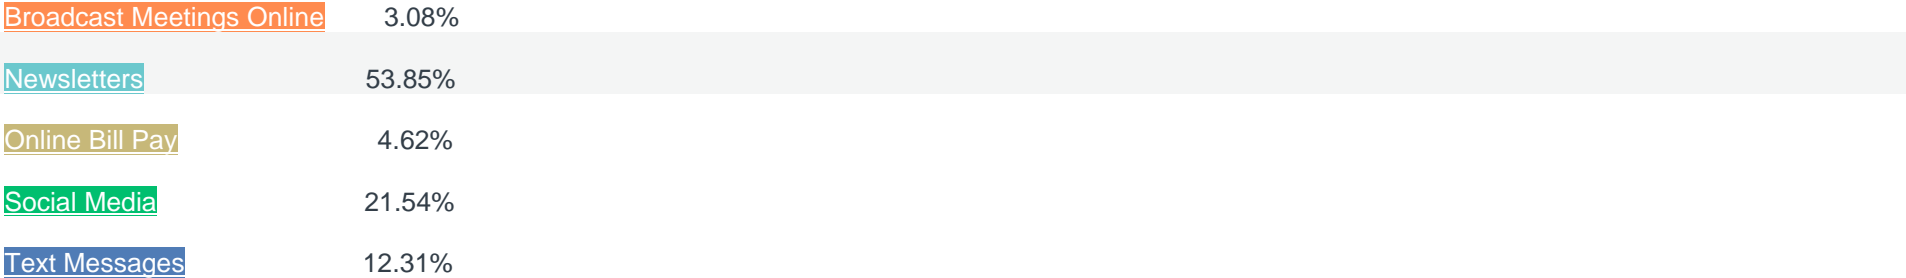 Broadcast Meetings Online 3.08%
Newsletters 53.85%
Online Bill Pay 4.62%
Social Media 21.54%
Text Messages 12.31%